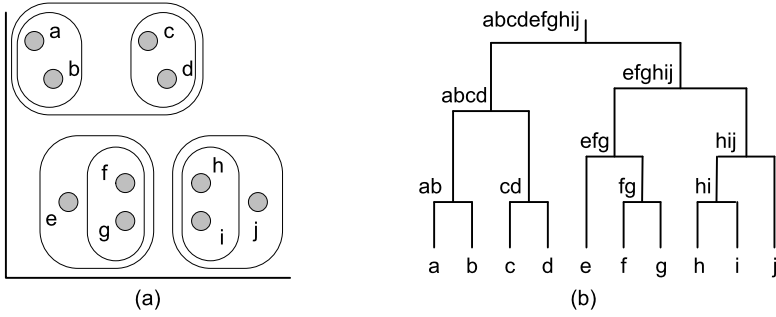 a
b
c
d
e
f
g
h
i
j
(a)
abcdefghij
efghij
abcd
efg
hij
ab
cd
fg
hi
a b c d e f g h i j
(b)